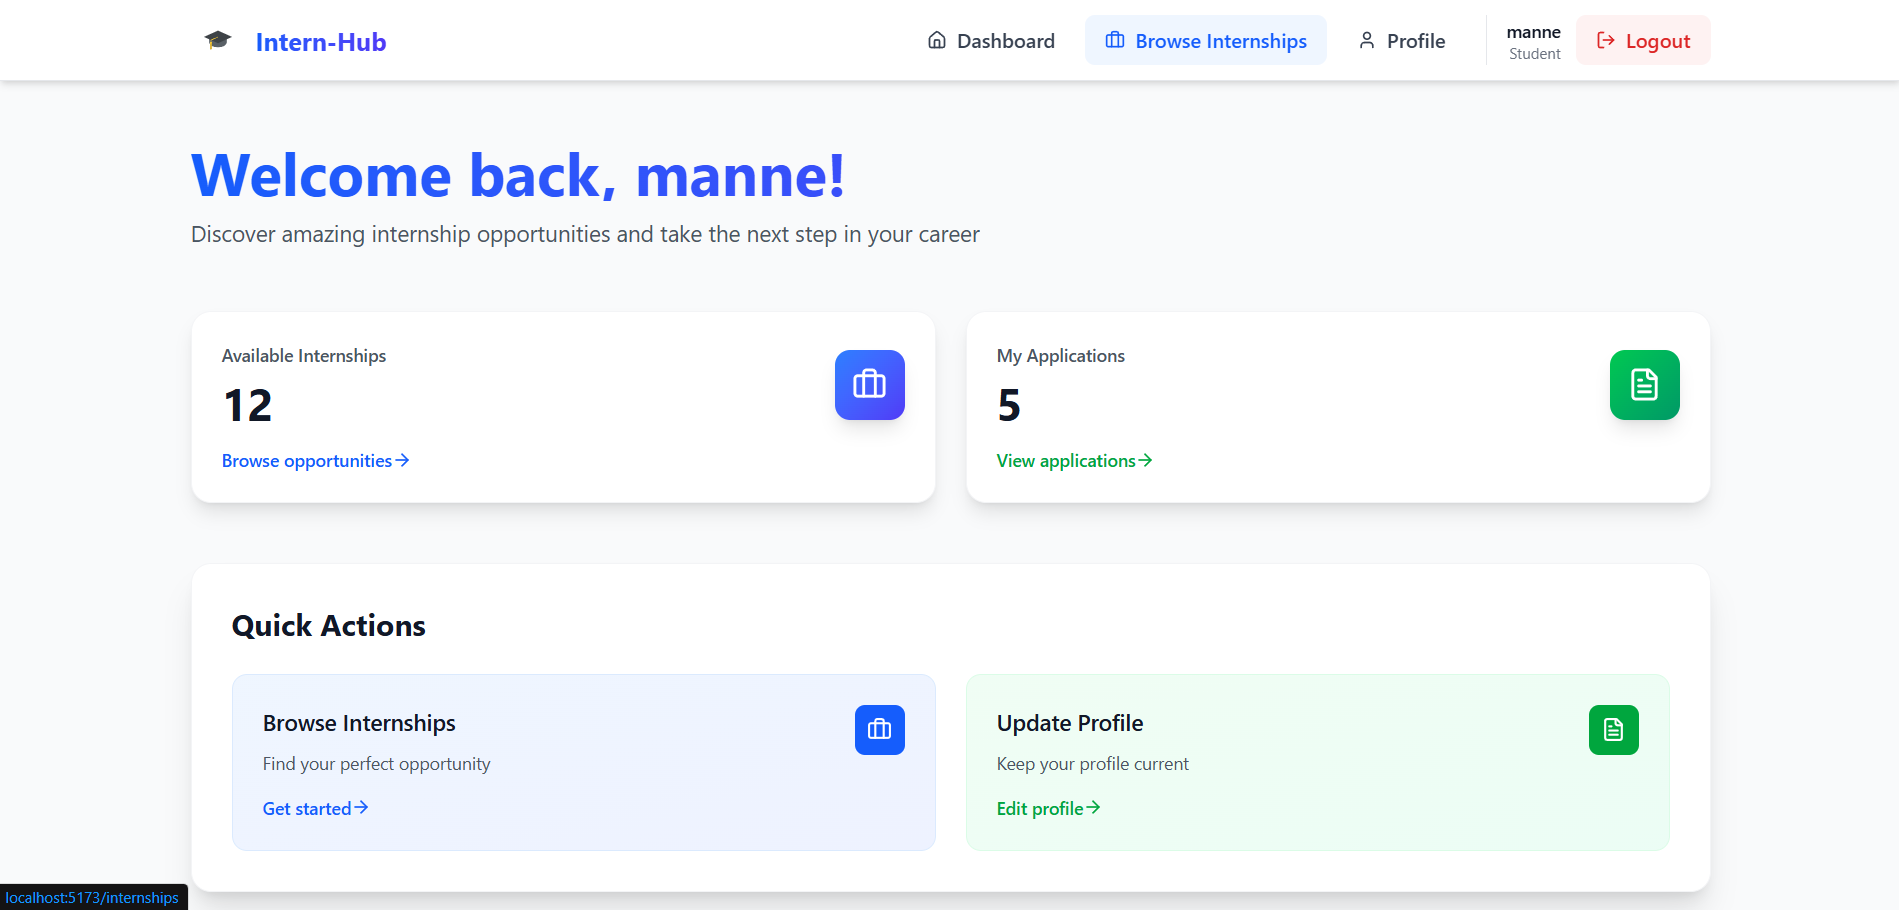 Intern-Hub
Dashboard
Browse Internships
Profile
manne
Student
Logout
Welcome back, manne!
Discover amazing internship opportunities and take the next step in your career
Available Internships
12
Browse opportunities
My Applications
5
View applications
Quick Actions
Browse Internships
Find your perfect opportunity
Get started
Update Profile
Keep your profile current
Edit profile
localhost:5173/internships